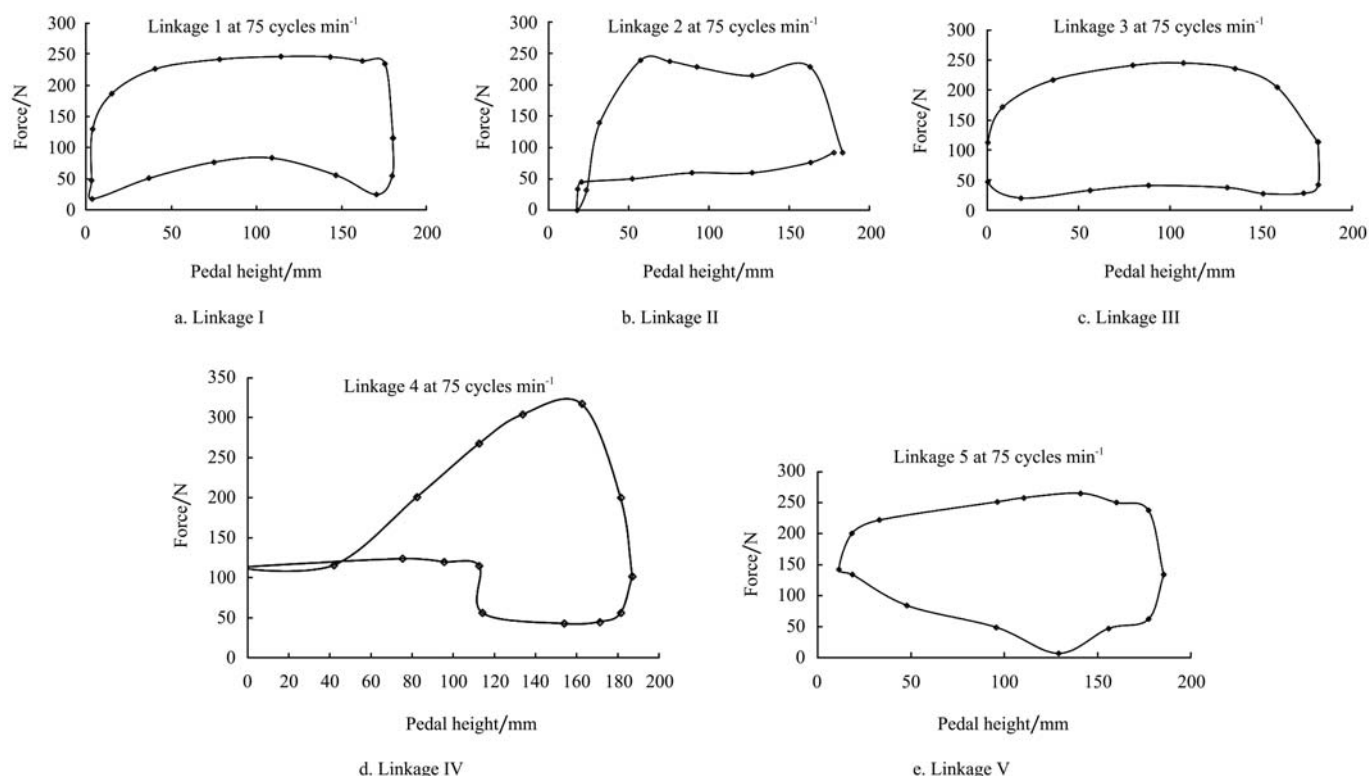 Linkage 1 at 75 cycles min⁻¹
300
250
200
150
100
50
0
Force/N
0 50 100 150 200
Pedal height/mm
a. Linkage I
Linkage 2 at 75 cycles min⁻¹
300
250
200
150
100
50
0
Force/N
0 50 100 150 200
Pedal height/mm
b. Linkage II
Linkage 3 at 75 cycles min⁻¹
300
250
200
150
100
50
0
Force/N
0 50 100 150 200
Pedal height/mm
c. Linkage III
Linkage 4 at 75 cycles min⁻¹
350
300
250
200
150
100
50
0
Force/N
0 20 40 60 80 100 120 140 160 180 200
Pedal height/mm
d. Linkage IV
Linkage 5 at 75 cycles min⁻¹
300
250
200
150
100
50
0
Force/N
0 50 100 150 200
Pedal height/mm
e. Linkage V